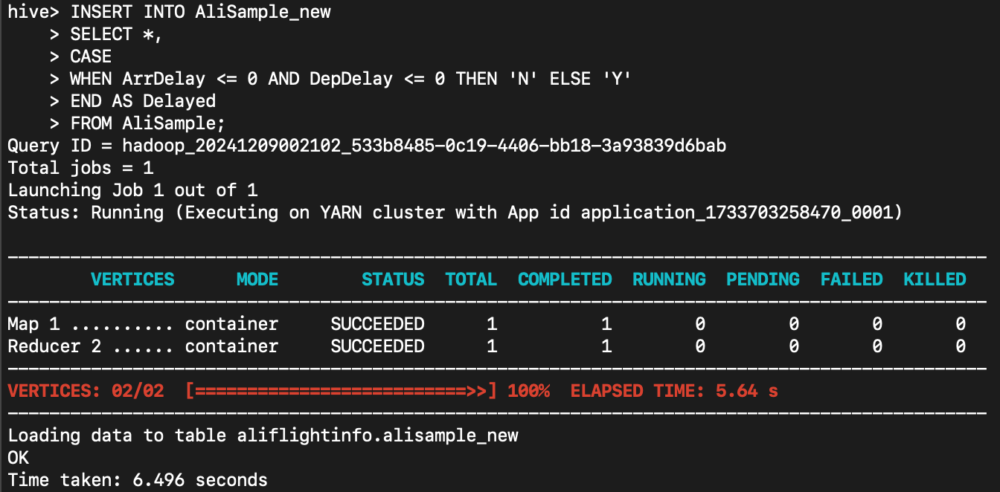 hive> INSERT INTO AliSample_new
    > SELECT *,
    > CASE
    > WHEN ArrDelay <= 0 AND DepDelay <= 0 THEN 'N' ELSE 'Y'
    > END AS Delayed
    > FROM AliSample;
Query ID = hadoop_20241209002102_533b8485-0c19-4406-bb18-3a93839d6bab
Total jobs = 1
Launching Job 1 out of 1
Status: Running (Executing on YARN cluster with App id application_1733703258470_0001)
----------------------------------------------------------------------------------------------
        VERTICES      MODE        STATUS  TOTAL  COMPLETED  RUNNING  PENDING  FAILED  KILLED
----------------------------------------------------------------------------------------------
Map 1 .......... container     SUCCEEDED      1          1        0        0       0       0
Reducer 2 ...... container     SUCCEEDED      1          1        0        0       0       0
----------------------------------------------------------------------------------------------
VERTICES: 02/02  [==========================>>] 100%  ELAPSED TIME: 5.64 s
----------------------------------------------------------------------------------------------
Loading data to table aliflightinfo.alisample_new
OK
Time taken: 6.496 seconds